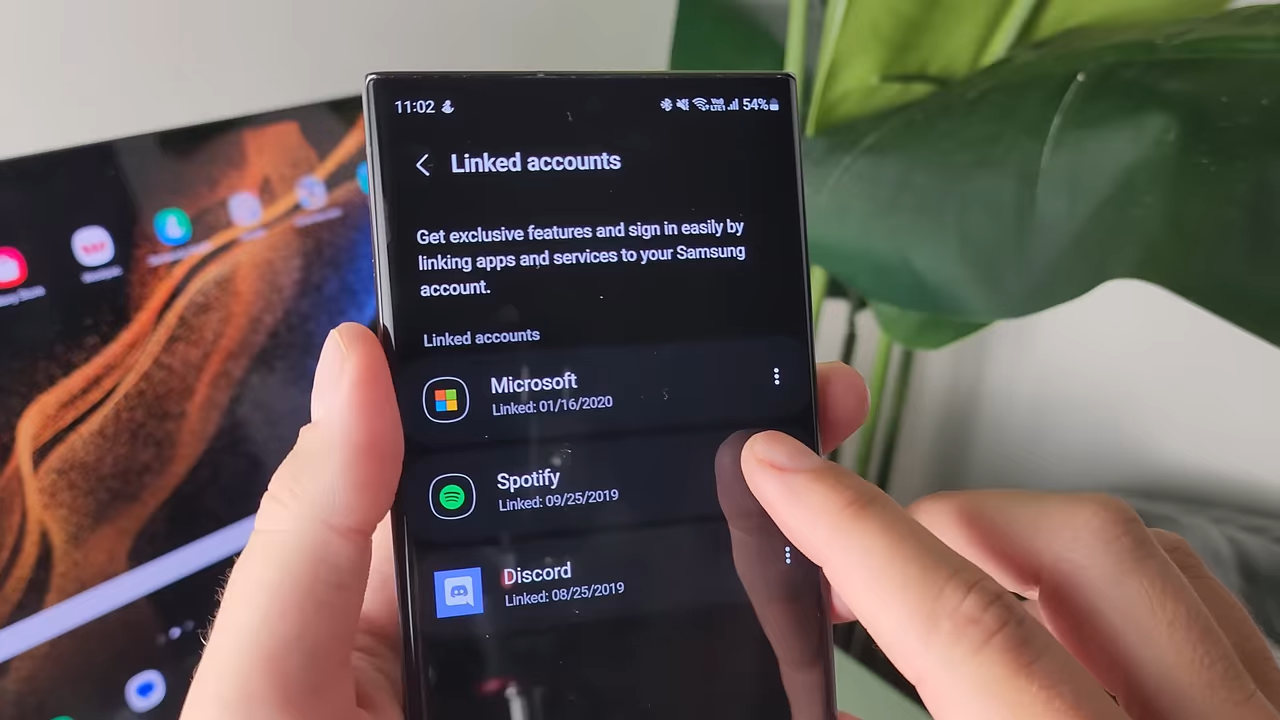 11:02
54%
Linked accounts
Get exclusive features and sign in easily by
linking apps and services to your Samsung
account.
Linked accounts
Microsoft
Linked: 01/16/2020
Spotify
Linked: 09/25/2019
Discord
Linked: 08/25/2019